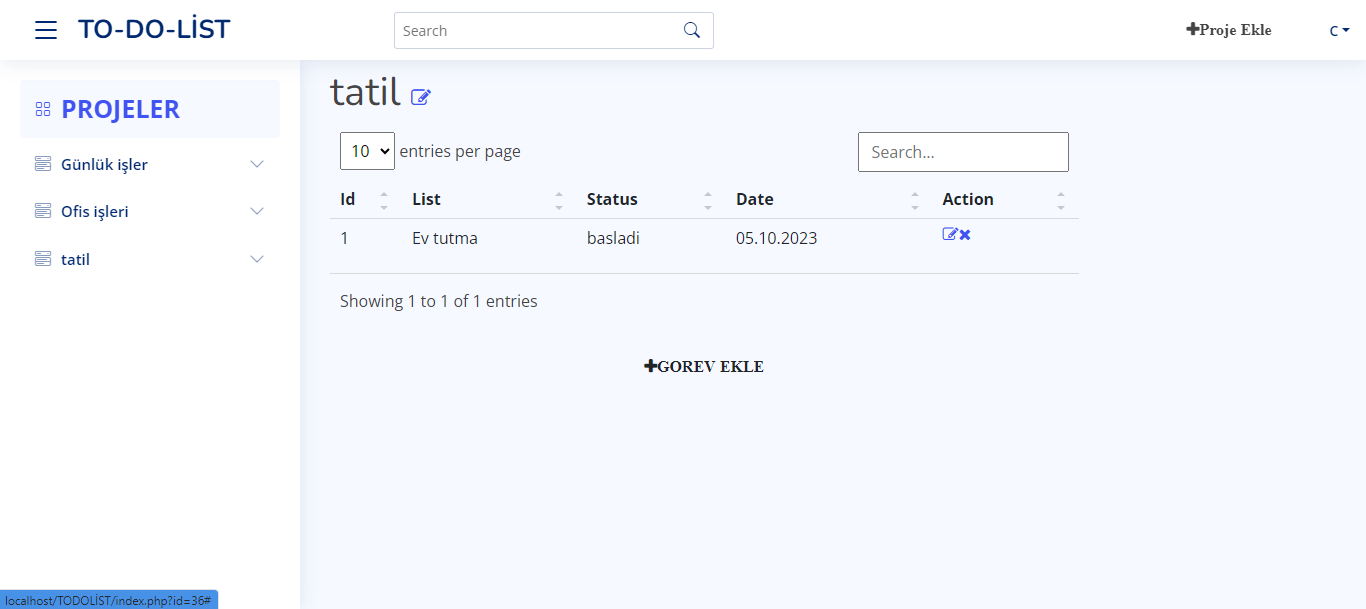 TO-DO-LİST
Search
Proje Ekle
C
PROJELER
Günlük işler
Ofis işleri
tatil
tatil
10 entries per page
Search...
Id List Status Date Action
1 Ev tutma basladi 05.10.2023
Showing 1 to 1 of 1 entries
GOREV EKLE
localhost/TODOLİST/index.php?id=36#